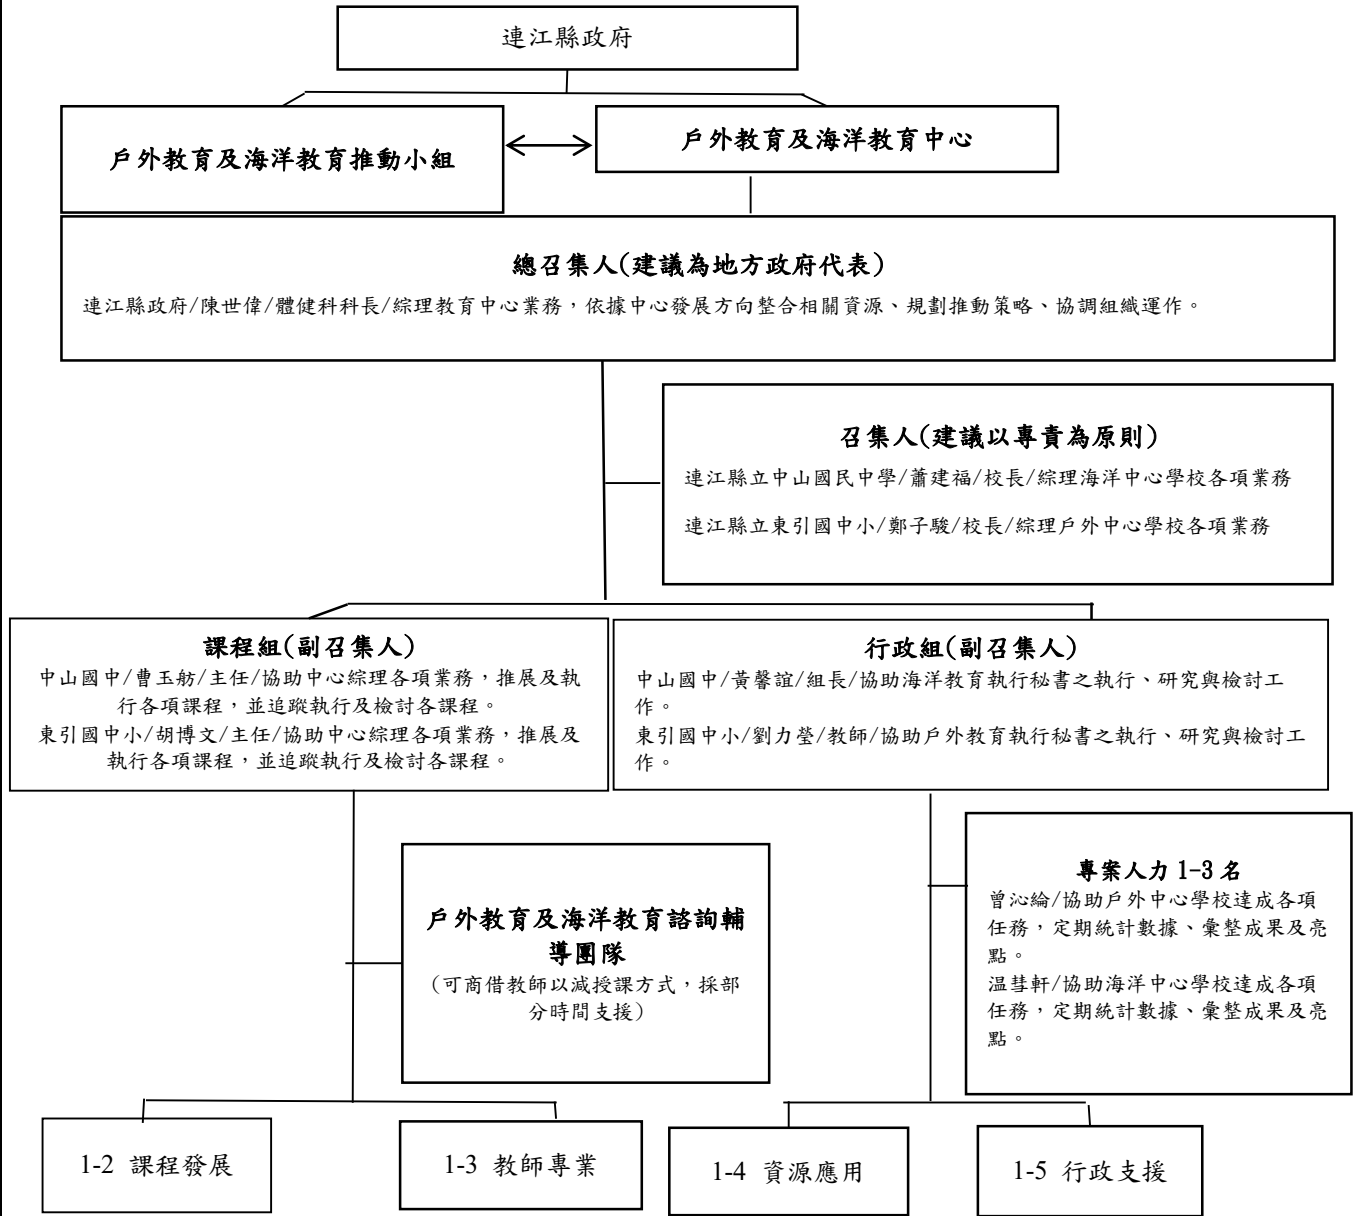 連江縣政府
戶外教育及海洋教育推動小組
戶外教育及海洋教育中心
總召集人(建議為地方政府代表)
連江縣政府/陳世偉/體健科科長/綜理教育中心業務，依據中心發展方向整合相關資源、規劃推動策略、協調組織運作。
召集人(建議以專責為原則)
連江縣立中山國民中學/蕭建福/校長/綜理海洋中心學校各項業務
連江縣立東引國中小/鄭子駿/校長/綜理戶外中心學校各項業務
課程組(副召集人)
中山國中/曹玉舫/主任/協助中心綜理各項業務，推展及執
行各項課程，並追蹤執行及檢討各課程。
東引國中小/胡博文/主任/協助中心綜理各項業務，推展及
執行各項課程，並追蹤執行及檢討各課程。
行政組(副召集人)
中山國中/黃馨誼/組長/協助海洋教育執行秘書之執行、研究與檢討工
作。
東引國中小/劉力瑩/教師/協助戶外教育執行秘書之執行、研究與檢討工
作。
戶外教育及海洋教育諮詢輔
導團隊
(可商借教師以減授課方式，採部
分時間支援)
專案人力 1-3 名
曾沁綸/協助戶外中心學校達成各項
任務，定期統計數據、彙整成果及亮
點。
温彗軒/協助海洋中心學校達成各項
任務，定期統計數據、彙整成果及亮
點。
1-2 課程發展
1-3 教師專業
1-4 資源應用
1-5 行政支援